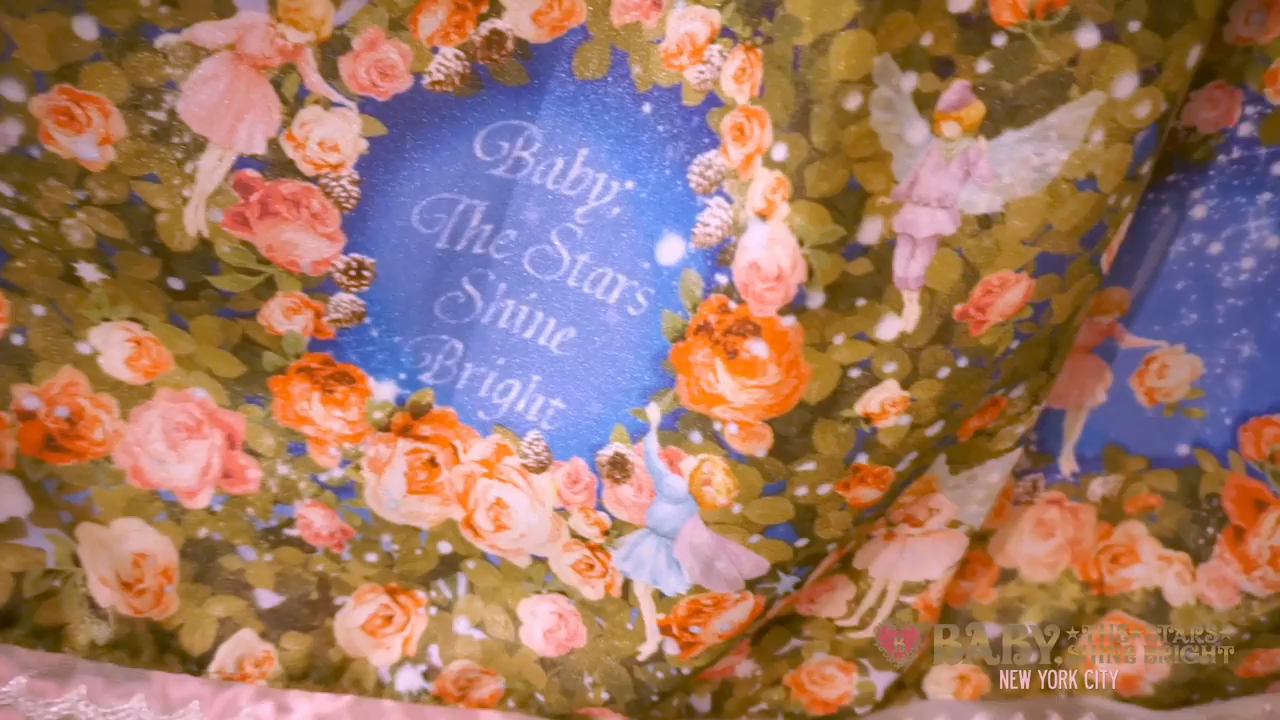 Baby,
The Stars
Shine
Bright
BABY, THE STARS
SHINE BRIGHT
NEW YORK CITY